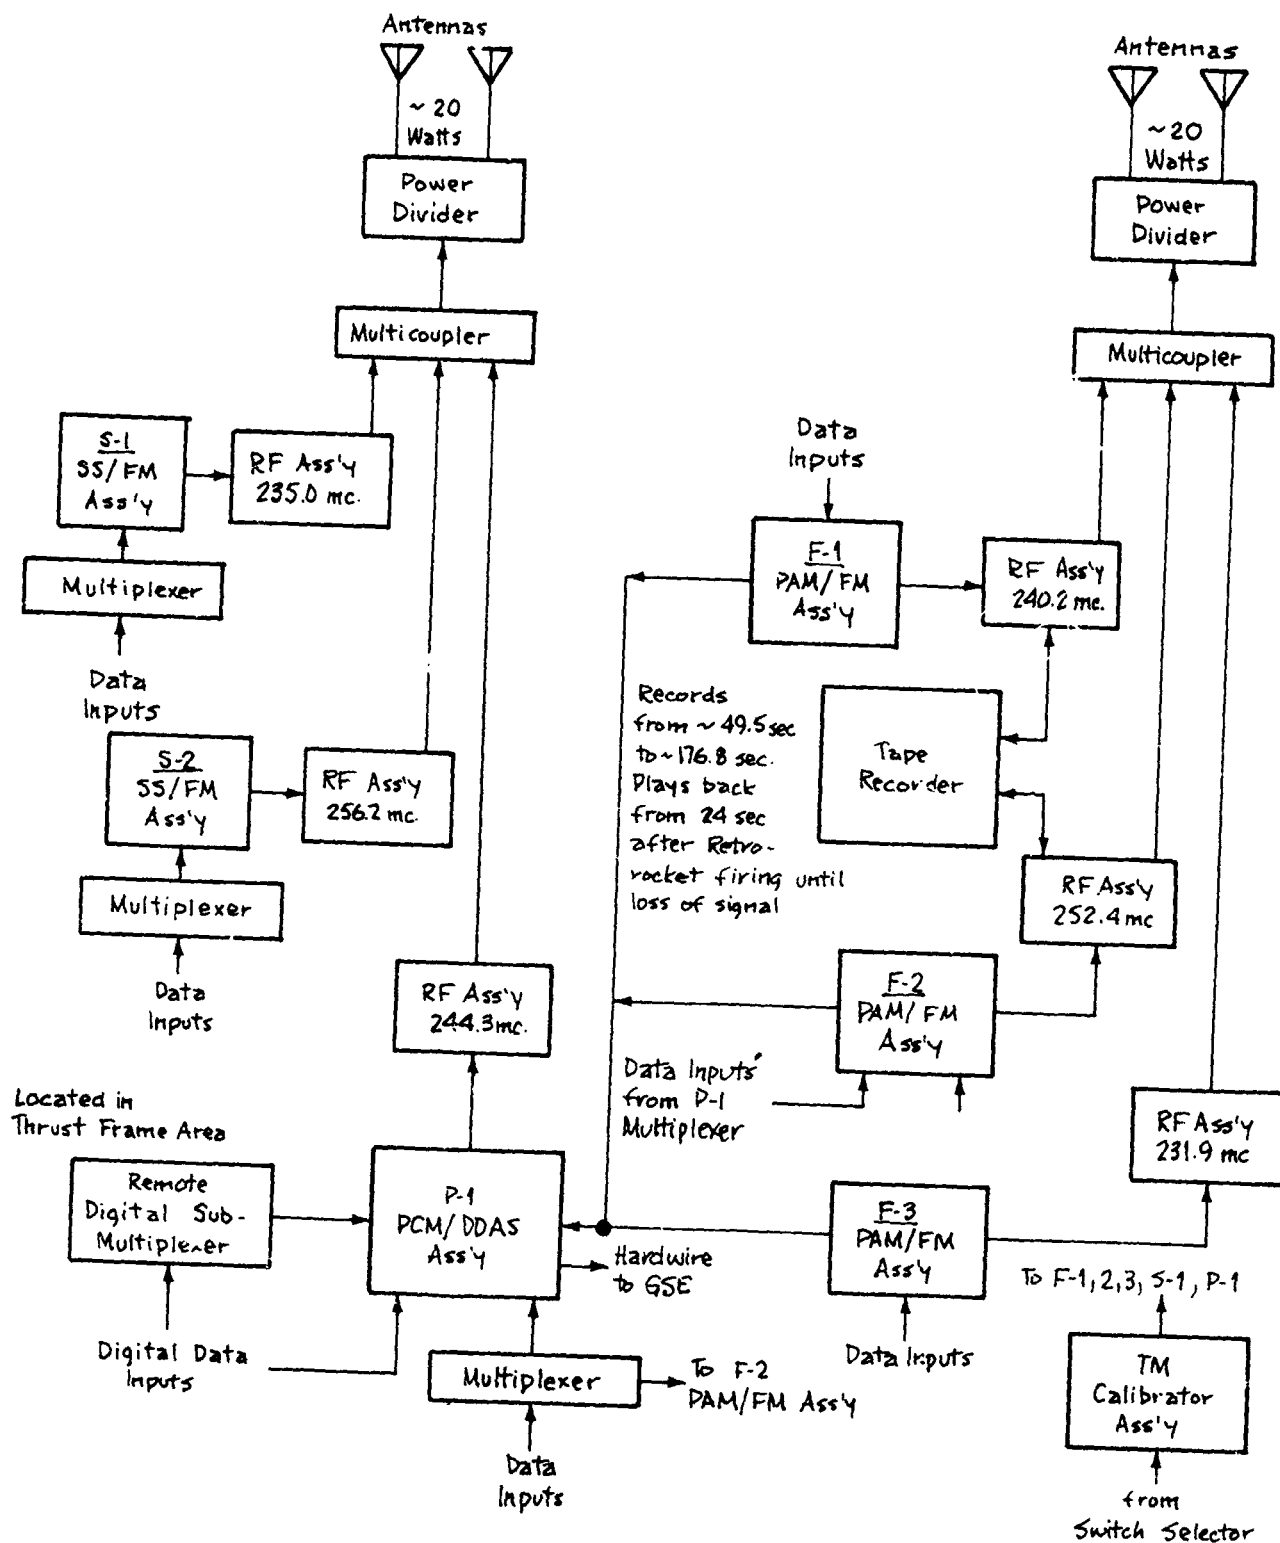 Antennas
~ 20
Watts
Power
Divider
Multicoupler
S-1
SS/FM
Ass'y
RF Ass'y
235.0 mc.
Multiplexer
Data
Inputs
S-2
SS/FM
Ass'y
RF Ass'y
256.2 mc.
Multiplexer
Data
Inputs
RF Ass'y
244.3 mc.
Located in
Thrust Frame Area
Remote
Digital Sub-
Multiplexer
P-1
PCM/DDAS
Ass'y
Hardwire
to GSE
Digital Data
Inputs
Multiplexer
To F-2
PAM/FM Ass'y
Data
Inputs
Antennas
~20
Watts
Power
Divider
Multicoupler
Data
Inputs
F-1
PAM/FM
Ass'y
RF Ass'y
240.2 mc.
Records
from ~ 49.5 sec
to ~ 176.8 sec.
Plays back
from 24 sec
after Retro-
rocket firing until
loss of signal
Tape
Recorder
RF Ass'y
252.4 mc
F-2
PAM/FM
Ass'y
Data Inputs
from P-1
Multiplexer
RF Ass'y
231.9 mc
F-3
PAM/FM
Ass'y
Data Inputs
To F-1, 2, 3, S-1, P-1
TM
Calibrator
Ass'y
from
Switch Selector